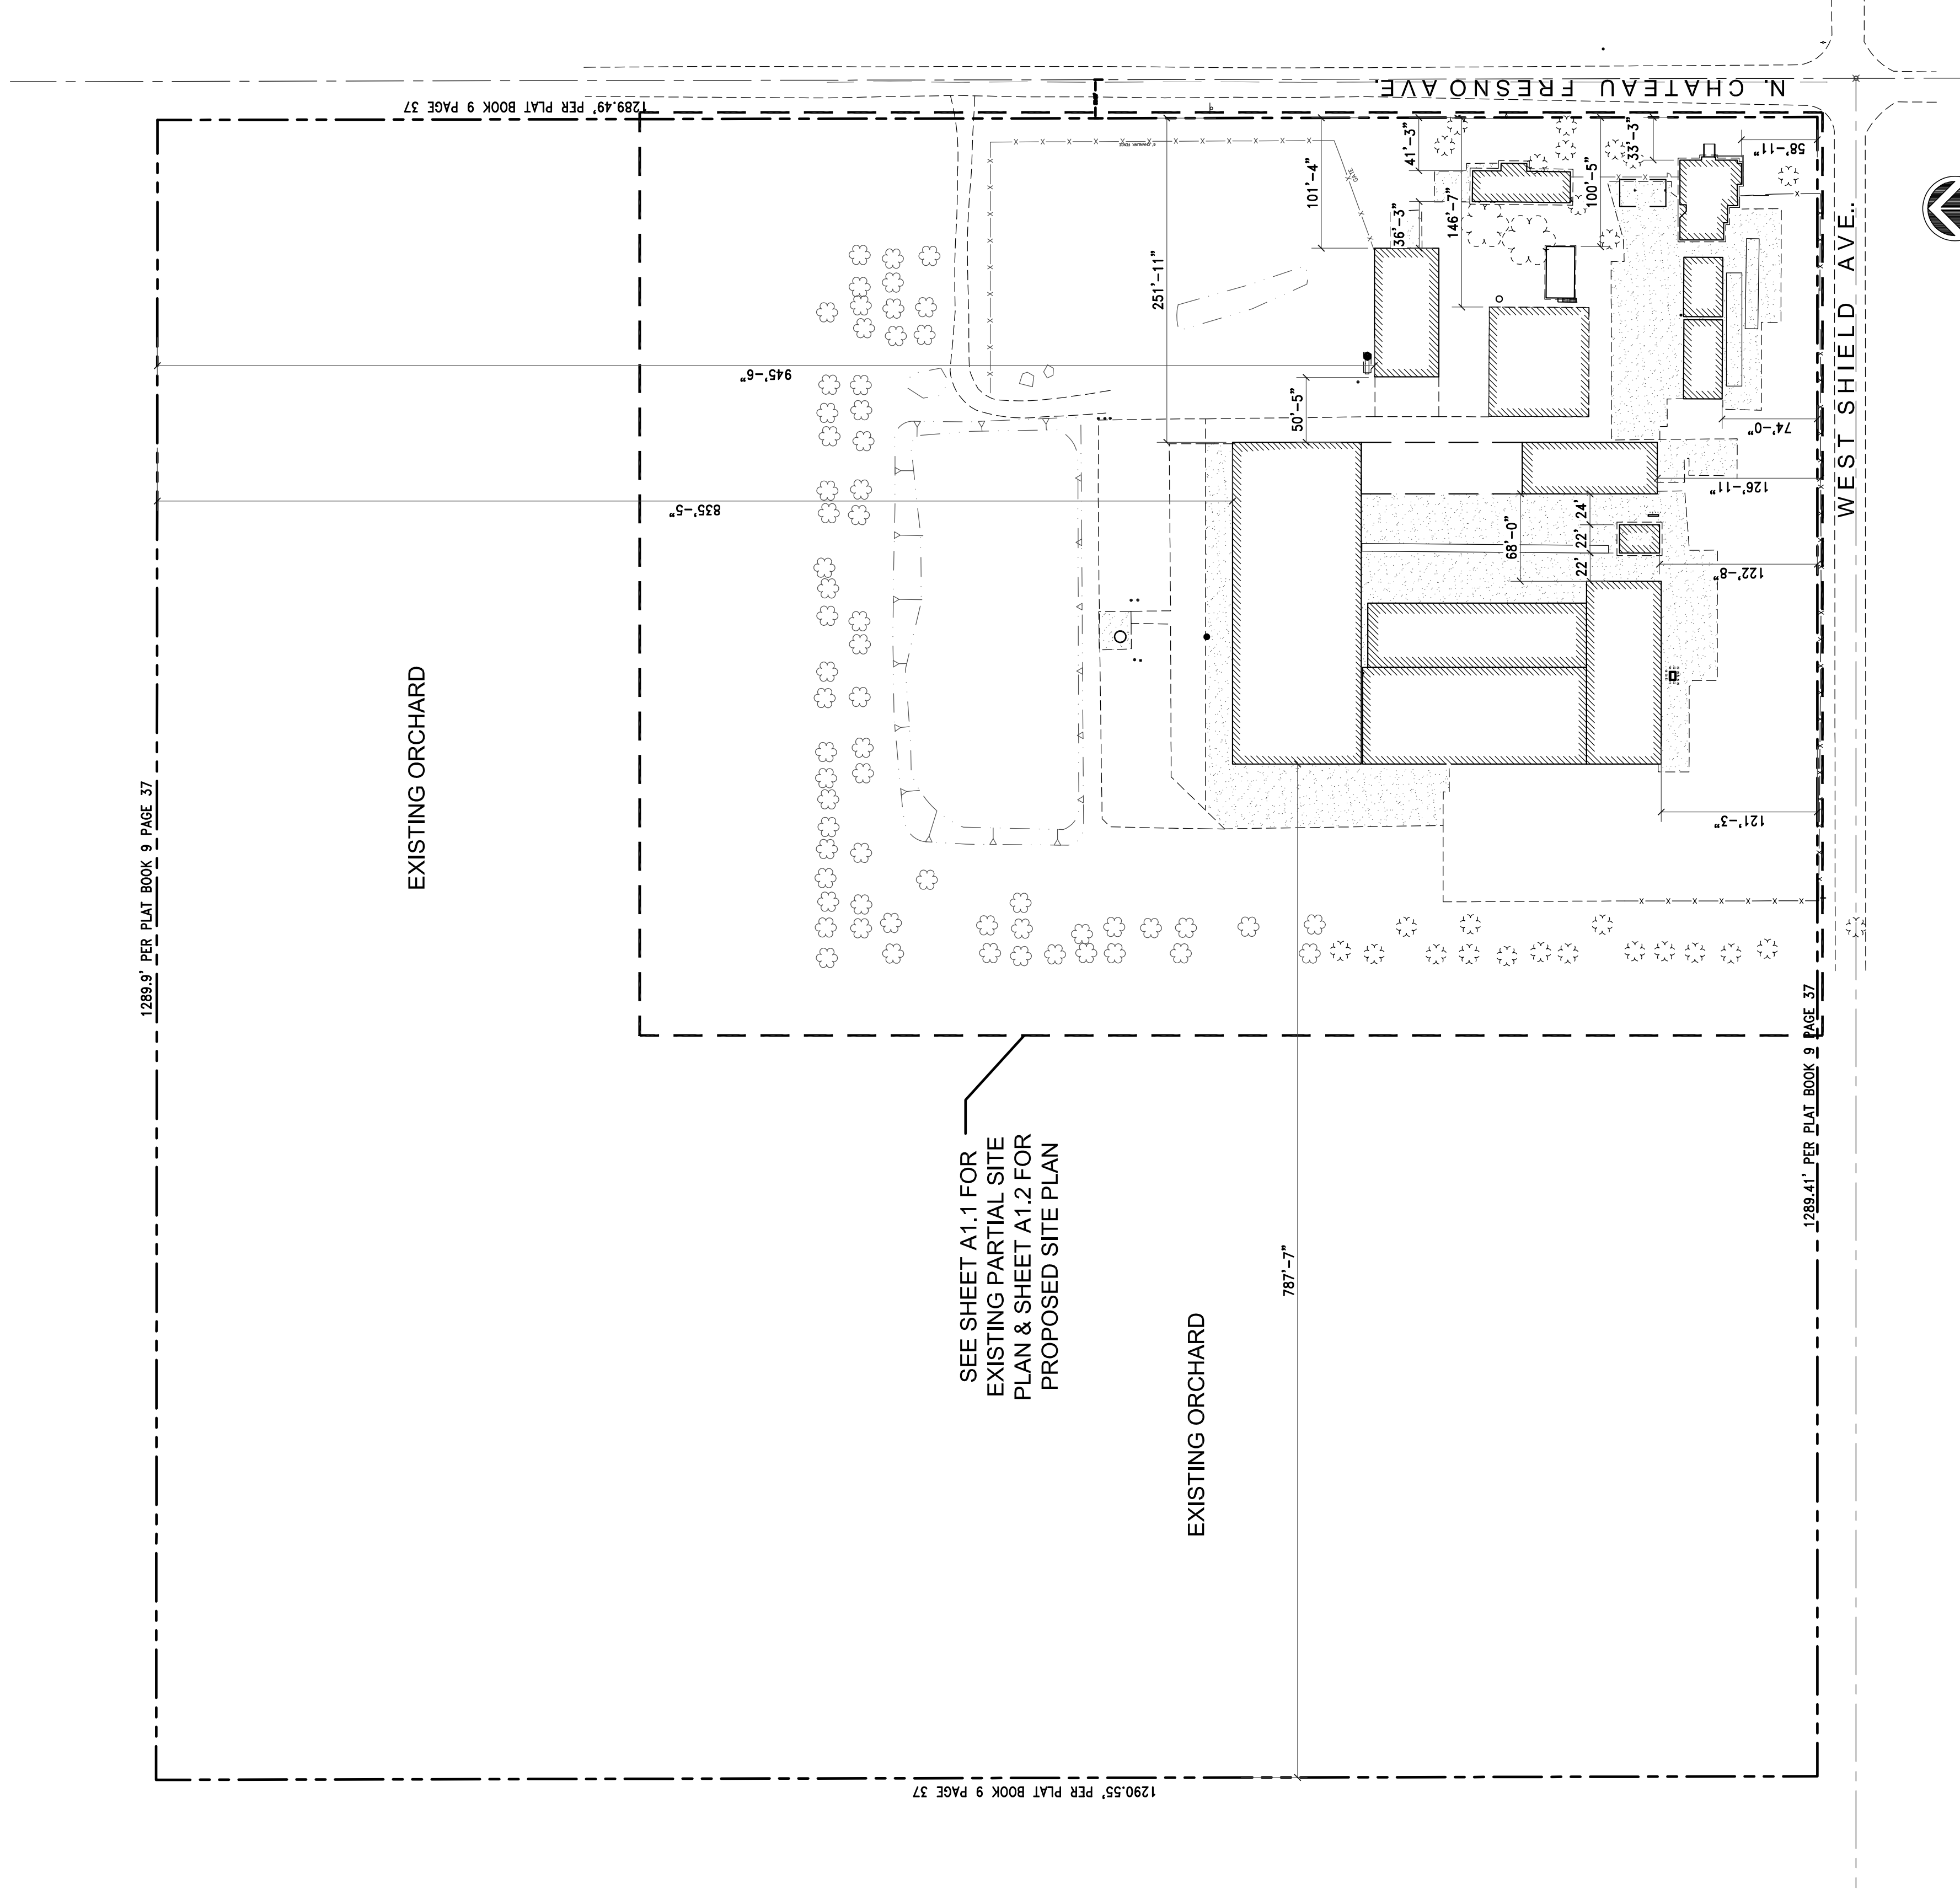 N. CHATEAU FRESNO AVE.
1289.49' PER PLAT BOOK 9 PAGE 37
WEST SHIELD AVE.
58'-11"
33'-3"
100'-5"
41'-3"
146'-7"
36'-3"
101'-4"
251'-11"
GATE
945'-6"
50'-5"
74'-0"
835'-5"
126'-11"
24'
22'
22'
68'-0"
122'-8"
121'-3"
EXISTING ORCHARD
1289.9' PER PLAT BOOK 9 PAGE 37
1289.41' PER PLAT BOOK 9 PAGE 37
SEE SHEET A1.1 FOR
EXISTING PARTIAL SITE
PLAN & SHEET A1.2 FOR
PROPOSED SITE PLAN
787'-7"
EXISTING ORCHARD
1290.55' PER PLAT BOOK 9 PAGE 37